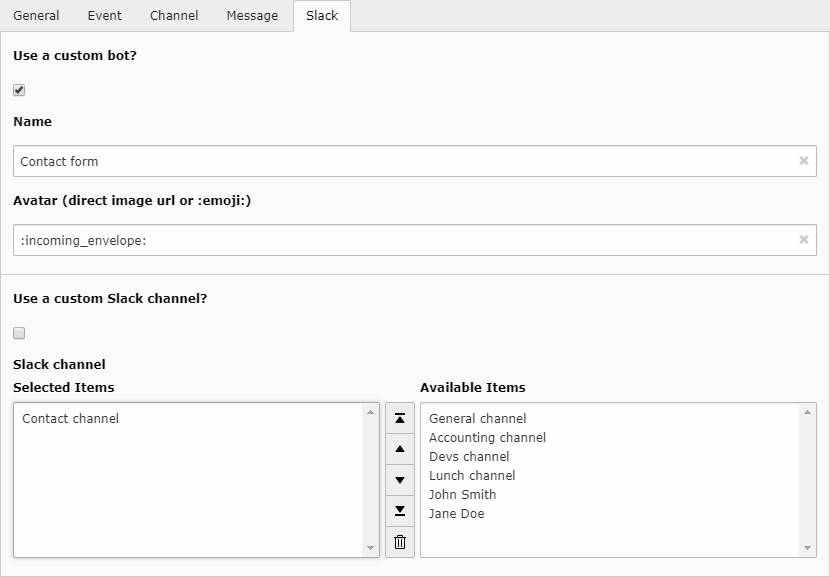 General Event Channel Message Slack
Use a custom bot?
Name
Contact form
Avatar (direct image url or :emoji:)
:incoming_envelope:
Use a custom Slack channel?
Slack channel
Selected Items
Contact channel
Available Items
General channel
Accounting channel
Devs channel
Lunch channel
John Smith
Jane Doe